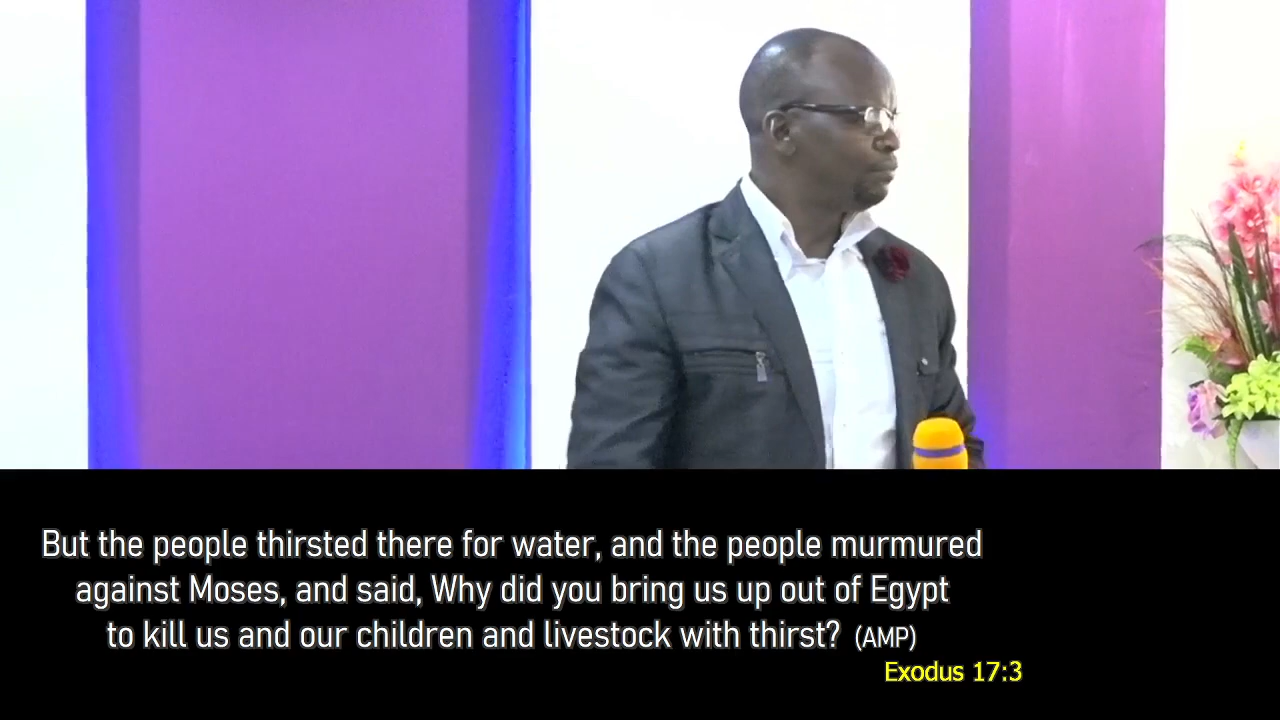 But the people thirsted there for water, and the people murmured
against Moses, and said, Why did you bring us up out of Egypt
to kill us and our children and livestock with thirst? (AMP)
Exodus 17:3